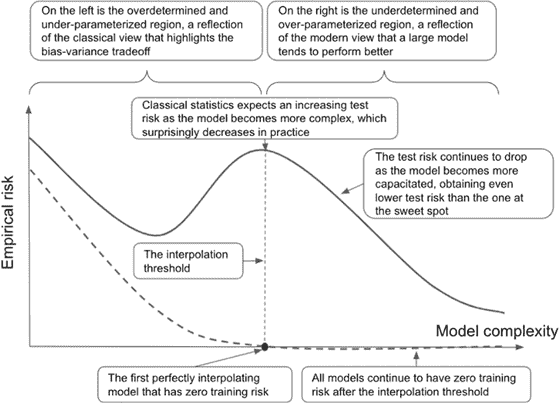 On the left is the overdetermined and
under-parameterized region, a reflection
of the classical view that highlights the
bias-variance tradeoff
On the right is the underdetermined and
over-parameterized region, a reflection
of the modern view that a large model
tends to perform better
Classical statistics expects an increasing test
risk as the model becomes more complex, which
surprisingly decreases in practice
The test risk continues to drop
as the model becomes more
capacitated, obtaining even
lower test risk than the one at
the sweet spot
Empirical risk
The interpolation
threshold
Model complexity
The first perfectly interpolating
model that has zero training risk
All models continue to have zero training
risk after the interpolation threshold